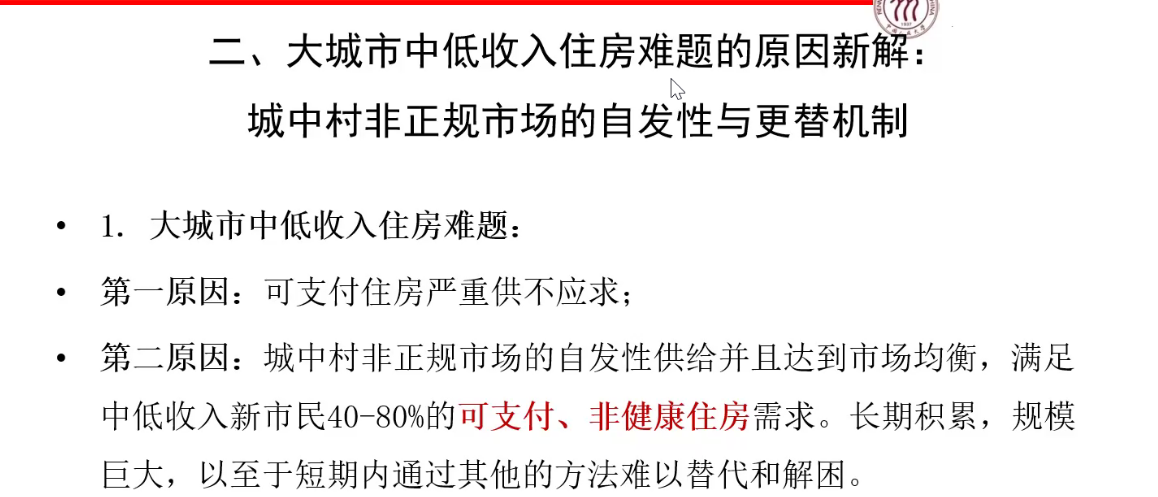 二、大城市中低收入住房难题的原因新解：
城中村非正规市场的自发性与更替机制
• 1. 大城市中低收入住房难题：
• 第一原因：可支付住房严重供不应求；
• 第二原因：城中村非正规市场的自发性供给并且达到市场均衡，满足
中低收入新市民40-80%的可支付、非健康住房需求。长期积累，规模
巨大，以至于短期内通过其他的方法难以替代和解困。